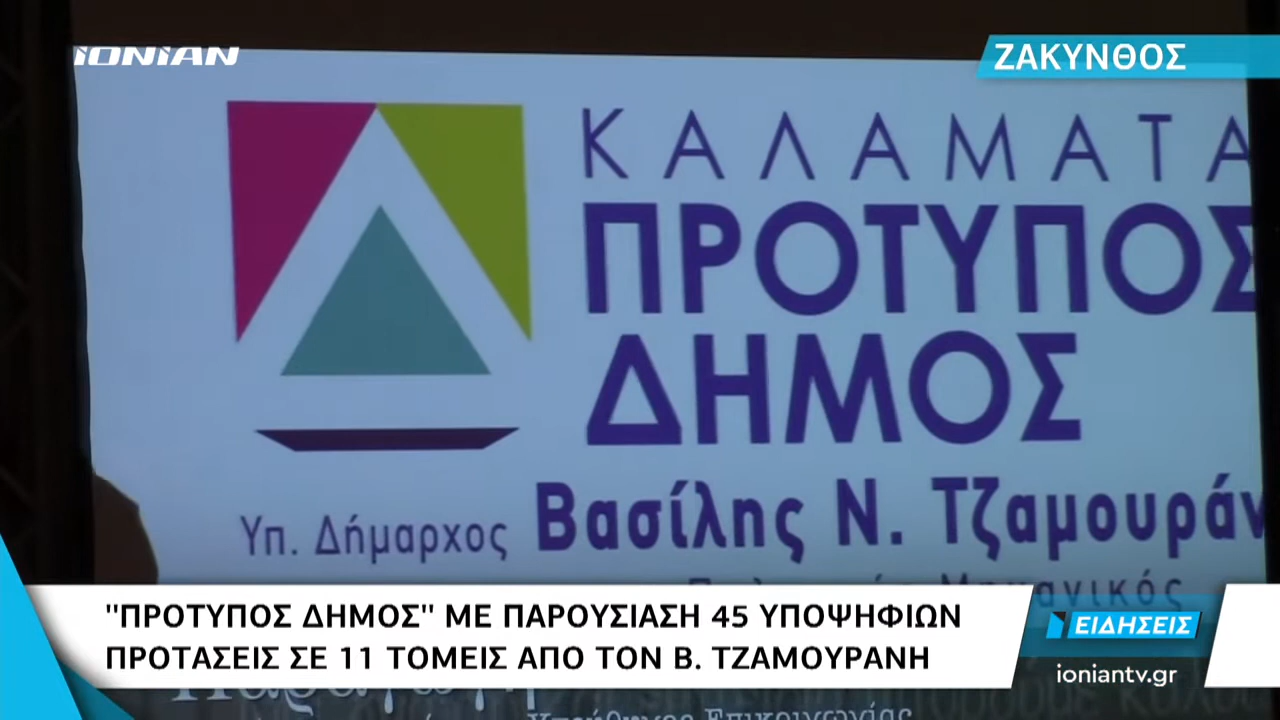 IONIAN
ΖΑΚΥΝΘΟΣ
ΚΑΛΑΜΑΤΑ
ΠΡΟΤΥΠΟΣ
ΔΗΜΟΣ
Υπ. Δήμαρχος Βασίλης Ν. Τζαμουράν
"ΠΡΟΤΥΠΟΣ ΔΗΜΟΣ" ΜΕ ΠΑΡΟΥΣΙΑΣΗ 45 ΥΠΟΨΗΦΙΩΝ
ΠΡΟΤΑΣΕΙΣ ΣΕ 11 ΤΟΜΕΙΣ ΑΠΟ ΤΟΝ Β. ΤΖΑΜΟΥΡΑΝΗ
ΕΙΔΗΣΕΙΣ
ioniantv.gr